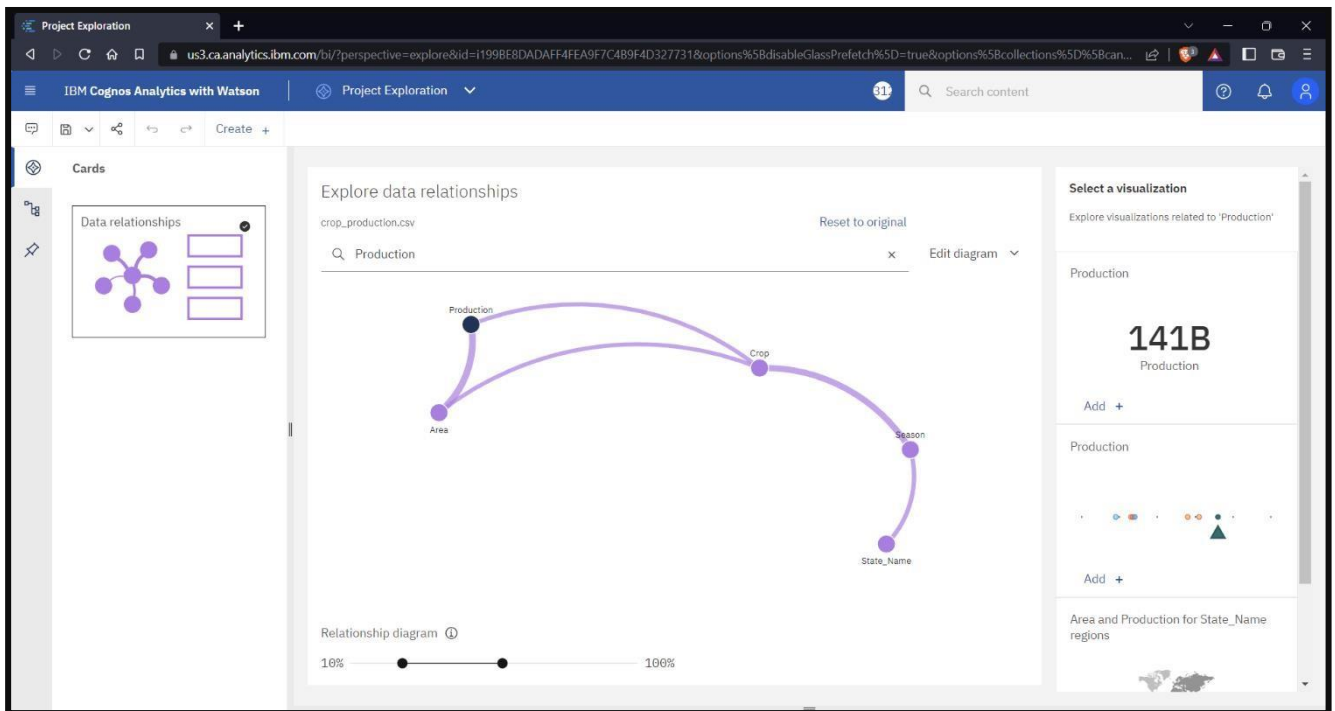 Project Exploration
us3.ca.analytics.ibm.com/bi/?perspective=explore&id=i199BE8DADAFF4FEA9F7C4B9F4D327731&options%5BdisableGlassPrefetch%5D=true&options%5Bcollections%5D%5Bcan...
IBM Cognos Analytics with Watson
Project Exploration
Search content
Create +
Cards
Data relationships
Explore data relationships
crop_production.csv
Reset to original
Production
Edit diagram
Production
Crop
Area
Season
State_Name
Relationship diagram
10%
100%
Select a visualization
Explore visualizations related to 'Production'
Production
141B
Production
Add +
Production
Add +
Area and Production for State_Name
regions